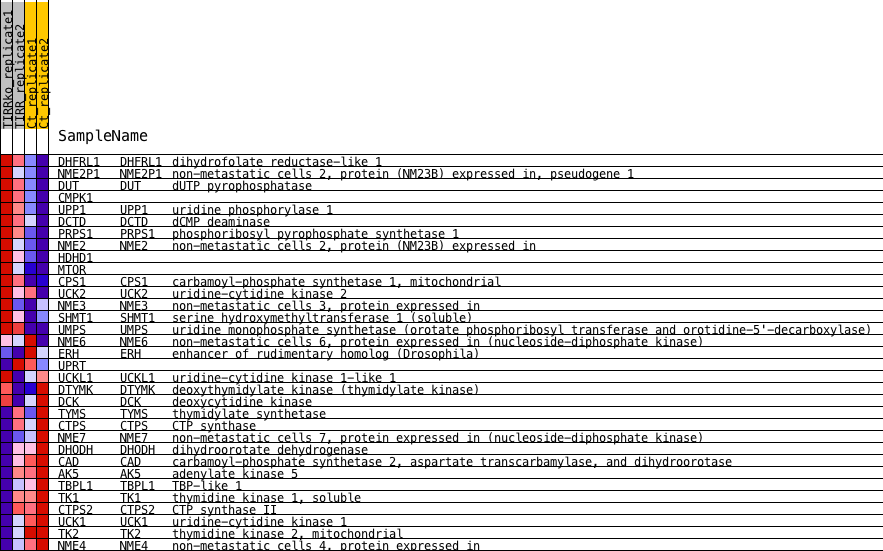 TIRRko_replicate1
TIRR_replicate2
Ct_replicate1
Ct_replicate2
SampleName
DHFRL1 DHFRL1 dihydrofolate reductase-like 1
NME2P1 NME2P1 non-metastatic cells 2, protein (NM23B) expressed in, pseudogene 1
DUT DUT dUTP pyrophosphatase
CMPK1
UPP1 UPP1 uridine phosphorylase 1
DCTD DCTD dCMP deaminase
PRPS1 PRPS1 phosphoribosyl pyrophosphate synthetase 1
NME2 NME2 non-metastatic cells 2, protein (NM23B) expressed in
HDHD1
MTOR
CPS1 CPS1 carbamoyl-phosphate synthetase 1, mitochondrial
UCK2 UCK2 uridine-cytidine kinase 2
NME3 NME3 non-metastatic cells 3, protein expressed in
SHMT1 SHMT1 serine hydroxymethyltransferase 1 (soluble)
UMPS UMPS uridine monophosphate synthetase (orotate phosphoribosyl transferase and orotidine-5'-decarboxylase)
NME6 NME6 non-metastatic cells 6, protein expressed in (nucleoside-diphosphate kinase)
ERH ERH enhancer of rudimentary homolog (Drosophila)
UPRT
UCKL1 UCKL1 uridine-cytidine kinase 1-like 1
DTYMK DTYMK deoxythymidylate kinase (thymidylate kinase)
DCK DCK deoxycytidine kinase
TYMS TYMS thymidylate synthetase
CTPS CTPS CTP synthase
NME7 NME7 non-metastatic cells 7, protein expressed in (nucleoside-diphosphate kinase)
DHODH DHODH dihydroorotate dehydrogenase
CAD CAD carbamoyl-phosphate synthetase 2, aspartate transcarbamylase, and dihydroorotase
AK5 AK5 adenylate kinase 5
TBPL1 TBPL1 TBP-like 1
TK1 TK1 thymidine kinase 1, soluble
CTPS2 CTPS2 CTP synthase II
UCK1 UCK1 uridine-cytidine kinase 1
TK2 TK2 thymidine kinase 2, mitochondrial
NME4 NME4 non-metastatic cells 4, protein expressed in